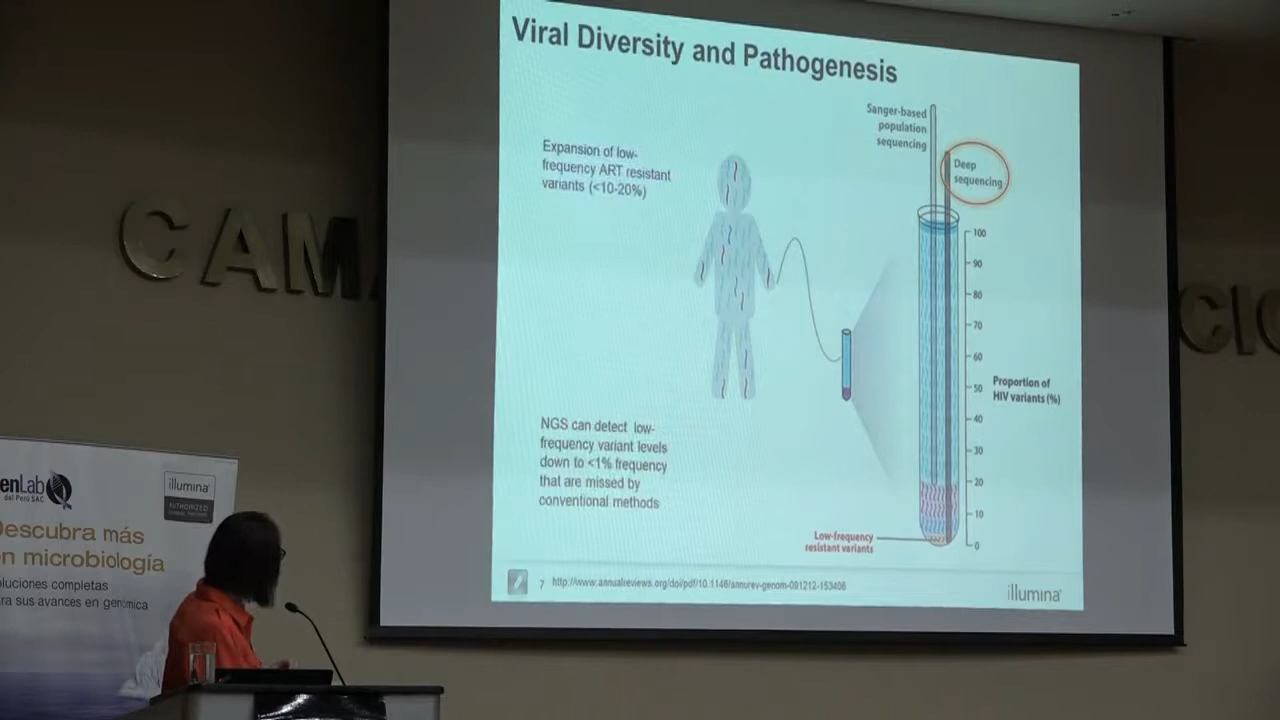 Viral Diversity and Pathogenesis
Sanger-based
population
sequencing
Deep
sequencing
Expansion of low-
frequency ART resistant
variants (<10-20%)
100
90
80
70
60
50
40
30
20
10
0
Proportion of
HIV variants (%)
NGS can detect low-
frequency variant levels
down to <1% frequency
that are missed by
conventional methods
Low-frequency
resistant variants
7 http://www.annualreviews.org/doi/pdf/10.1146/annurev-genom-091212-153406
illumina
CAM
CIO
enLab
del Perú SAC
illumina
AUTHORIZED
Descubra más
en microbiología
oluciones completas
ra sus avances en genómica